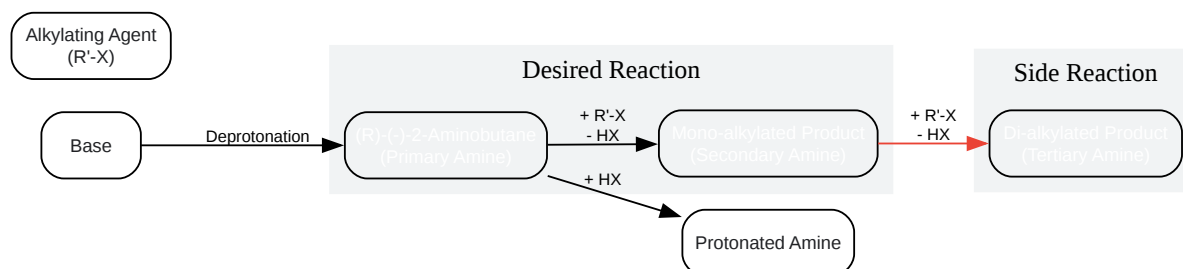 Alkylating Agent
(R'-X)
Desired Reaction
Side Reaction
Base
Deprotonation
(R)-(-)-2-Aminobutane
(Primary Amine)
+ R'-X
- HX
Mono-alkylated Product
(Secondary Amine)
+ R'-X
- HX
Di-alkylated Product
(Tertiary Amine)
+ HX
Protonated Amine